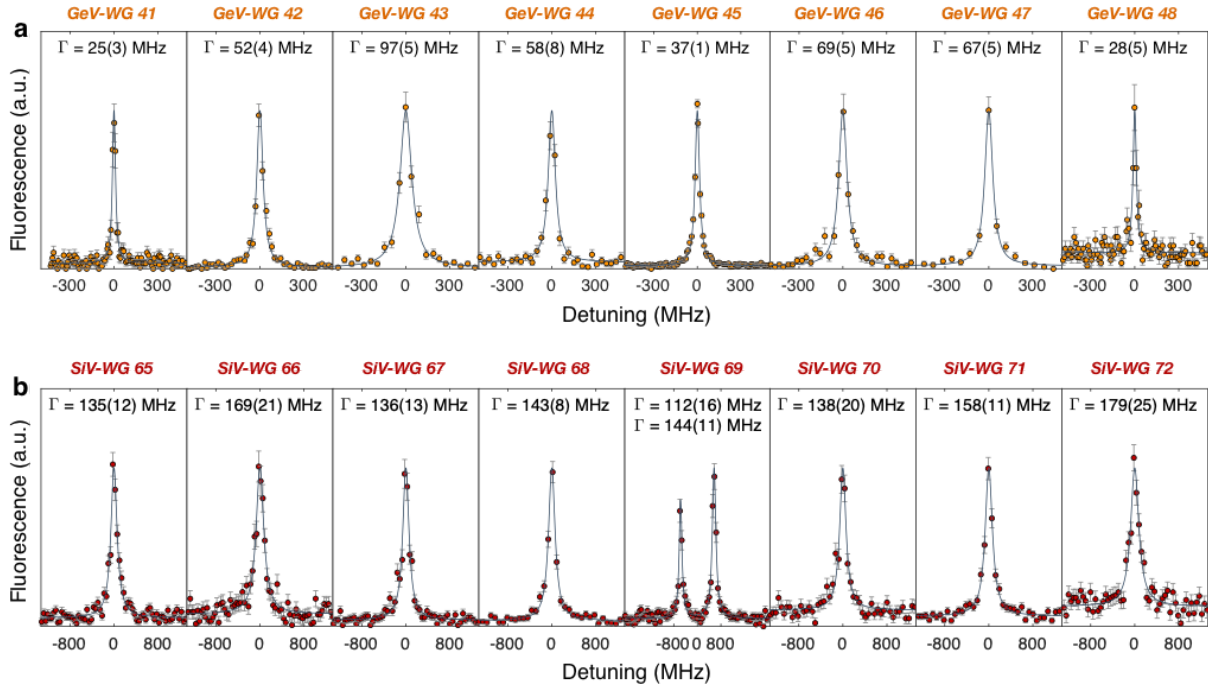 a
GeV-WG 41 GeV-WG 42 GeV-WG 43 GeV-WG 44 GeV-WG 45 GeV-WG 46 GeV-WG 47 GeV-WG 48
Γ = 25(3) MHz Γ = 52(4) MHz Γ = 97(5) MHz Γ = 58(8) MHz Γ = 37(1) MHz Γ = 69(5) MHz Γ = 67(5) MHz Γ = 28(5) MHz
Fluorescence (a.u.)
-300 0 300 -300 0 300 -300 0 300 -300 0 300 -300 0 300 -300 0 300 -300 0 300 -300 0 300
Detuning (MHz)
b
SiV-WG 65 SiV-WG 66 SiV-WG 67 SiV-WG 68 SiV-WG 69 SiV-WG 70 SiV-WG 71 SiV-WG 72
Γ = 135(12) MHz Γ = 169(21) MHz Γ = 136(13) MHz Γ = 143(8) MHz Γ = 112(16) MHz Γ = 138(20) MHz Γ = 158(11) MHz Γ = 179(25) MHz
Γ = 144(11) MHz
Fluorescence (a.u.)
-800 0 800 -800 0 800 -800 0 800 -800 0 800 -800 0 800 -800 0 800 -800 0 800 -800 0 800
Detuning (MHz)